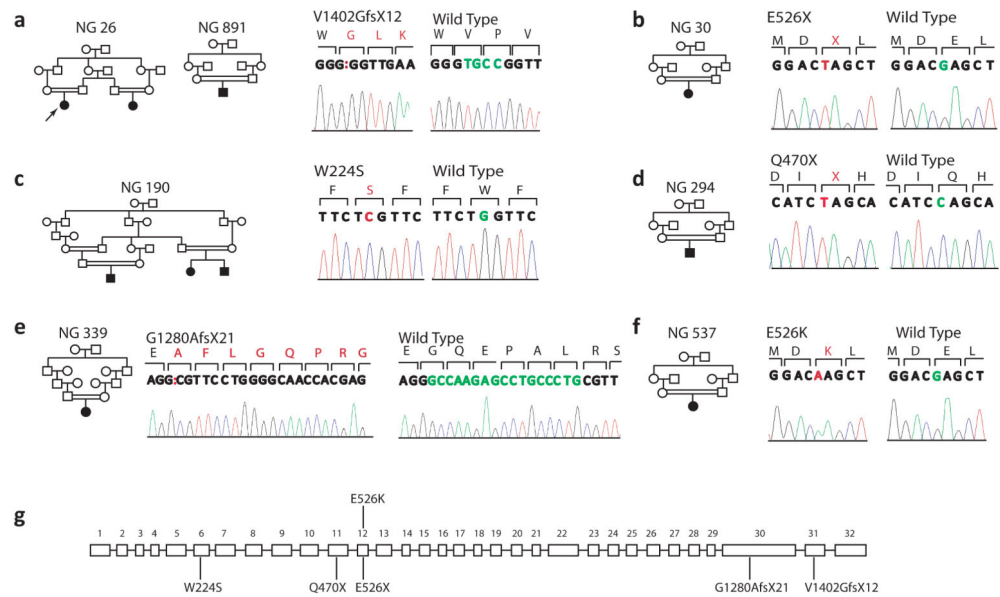 a
NG 26
NG 891
V1402GfsX12
W G L K
GGG:GGTTGAA
Wild Type
W V P V
GGGTGCCGGTT
b
NG 30
E526X
M D X L
GGACTAGCT
Wild Type
M D E L
GGACGAGCT
c
NG 190
W224S
F S F
TTCTCGTTC
Wild Type
F W F
TTCTGGTTC
d
NG 294
Q470X
D I X H
CATCTAGCA
Wild Type
D I Q H
CATCCAGCA
e
NG 339
G1280AfsX21
E A F L G Q P R G
AGG:CGTTCCTGGGGCAACCACGAG
Wild Type
E G Q E P A L R S
AGGGCCAAGAGCCTGCCCTGCGTT
f
NG 537
E526K
M D K L
GGACAAGCT
Wild Type
M D E L
GGACGAGCT
g
E526K
1 2 3 4 5 6 7 8 9 10 11 12 13 14 15 16 17 18 19 20 21 22 23 24 25 26 27 28 29 30 31 32
W224S Q470X E526X G1280AfsX21 V1402GfsX12